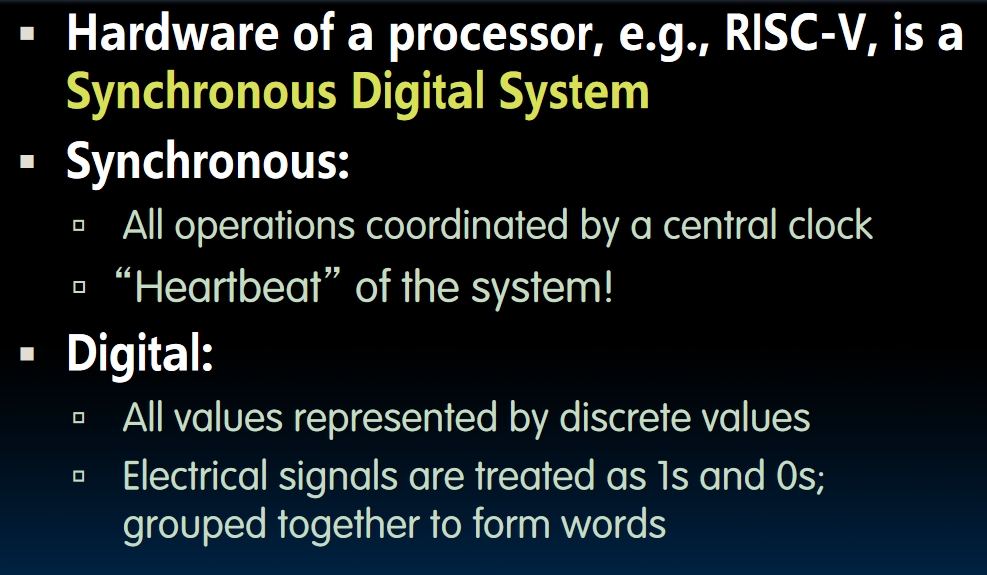 Hardware of a processor, e.g., RISC-V, is a
Synchronous Digital System
Synchronous:
All operations coordinated by a central clock
“Heartbeat” of the system!
Digital:
All values represented by discrete values
Electrical signals are treated as 1s and 0s;
grouped together to form words